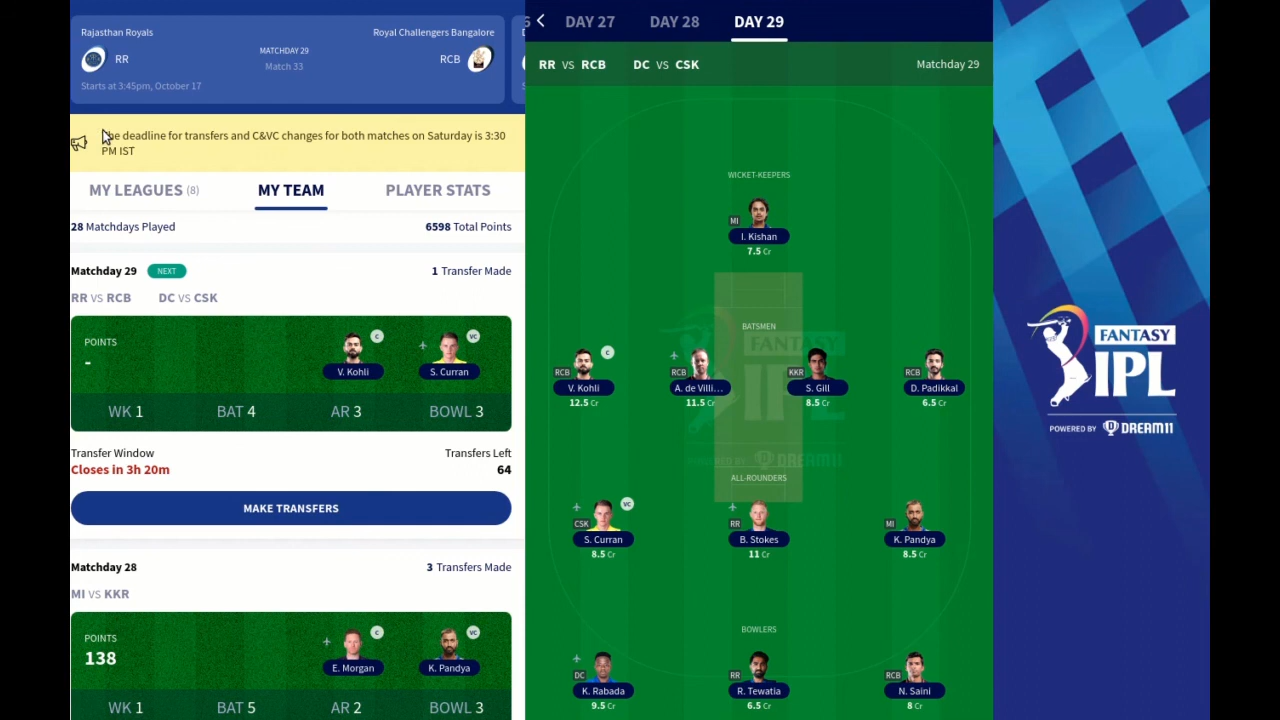 Rajasthan Royals
Royal Challengers Bangalore
RR
MATCHDAY 29
Match 33
RCB
Starts at 3:45pm, October 17
he deadline for transfers and C&VC changes for both matches on Saturday is 3:30
PM IST
MY LEAGUES (8)
MY TEAM
PLAYER STATS
28 Matchdays Played
6598 Total Points
Matchday 29 NEXT
1 Transfer Made
RR VS RCB DC VS CSK
POINTS
-
C
V. Kohli
VC
S. Curran
WK 1 BAT 4 AR 3 BOWL 3
Transfer Window
Transfers Left
Closes in 3h 20m
64
MAKE TRANSFERS
Matchday 28
3 Transfers Made
MI VS KKR
POINTS
138
C
E. Morgan
VC
K. Pandya
WK 1 BAT 5 AR 2 BOWL 3
DAY 27 DAY 28 DAY 29
RR VS RCB DC VS CSK
Matchday 29
WICKET-KEEPERS
MI
I. Kishan
7.5 Cr
BATSMEN
FANTASY
IPL
POWERED BY DREAM11
RCB
C
V. Kohli
12.5 Cr
RCB
A. de Villi...
11.5 Cr
KKR
S. Gill
8.5 Cr
RCB
D. Padikkal
6.5 Cr
ALL-ROUNDERS
CSK
VC
S. Curran
8.5 Cr
RR
B. Stokes
11 Cr
MI
K. Pandya
8.5 Cr
BOWLERS
DC
K. Rabada
9.5 Cr
RR
R. Tewatia
6.5 Cr
RCB
N. Saini
8 Cr
FANTASY
IPL
POWERED BY DREAM11